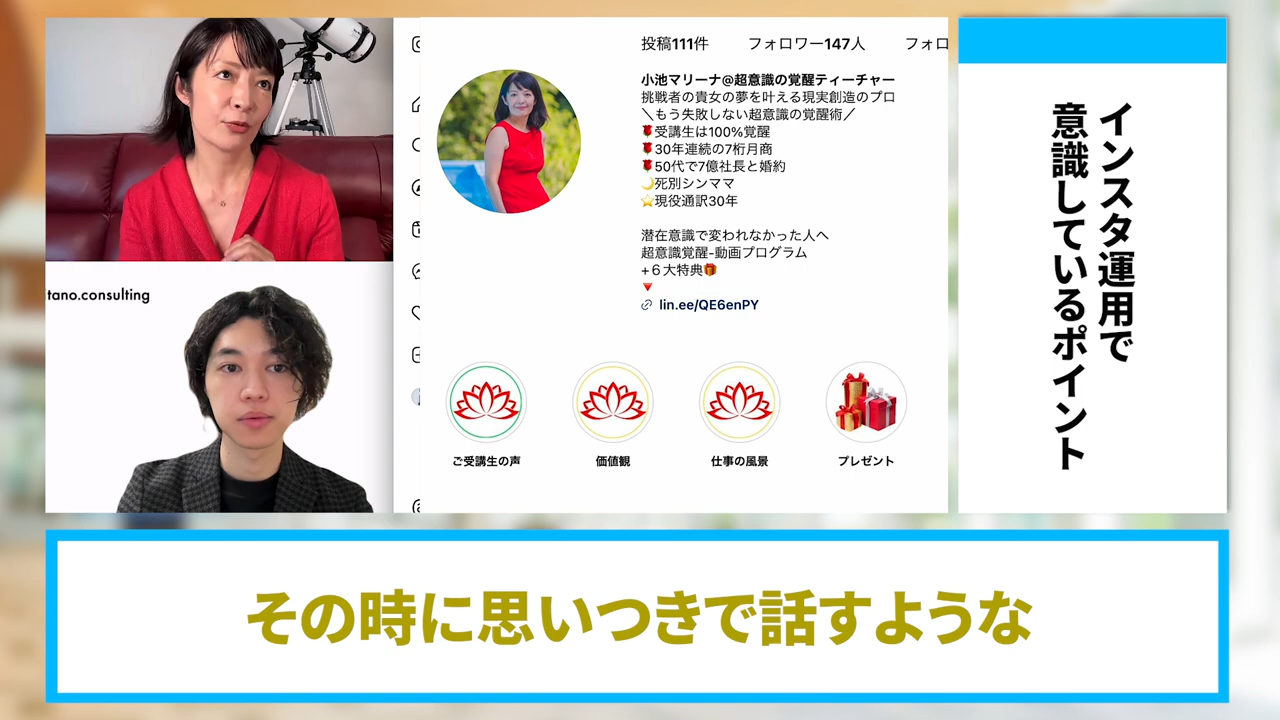 tano.consulting
投稿111件 フォロワー147人 フォロ
小池マリーナ@超意識の覚醒ティーチャー
挑戦者の貴女の夢を叶える現実創造のプロ
＼もう失敗しない超意識の覚醒術／
🌹受講生は100%覚醒
🌹30年連続の7桁月商
🌹50代で7億社長と婚約
🌙死別シンママ
⭐現役通訳30年
潜在意識で変われなかった人へ
超意識覚醒-動画プログラム
+６大特典🎁
🔻
lin.ee/QE6enPY
ご受講生の声 価値観 仕事の風景 プレゼント
インスタ運用で
意識しているポイント
その時に思いつきで話すような